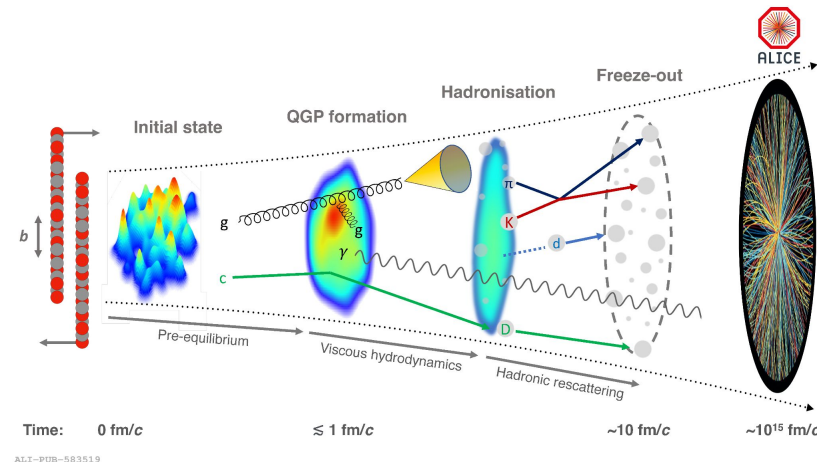 ALICE
Freeze-out
Hadronisation
QGP formation
Initial state
b
g
g
γ
c
π
K
d
D
Pre-equilibrium
Viscous hydrodynamics
Hadronic rescattering
Time: 0 fm/c ≲ 1 fm/c ~10 fm/c ~10¹⁵ fm/c
ALI-PUB-583519